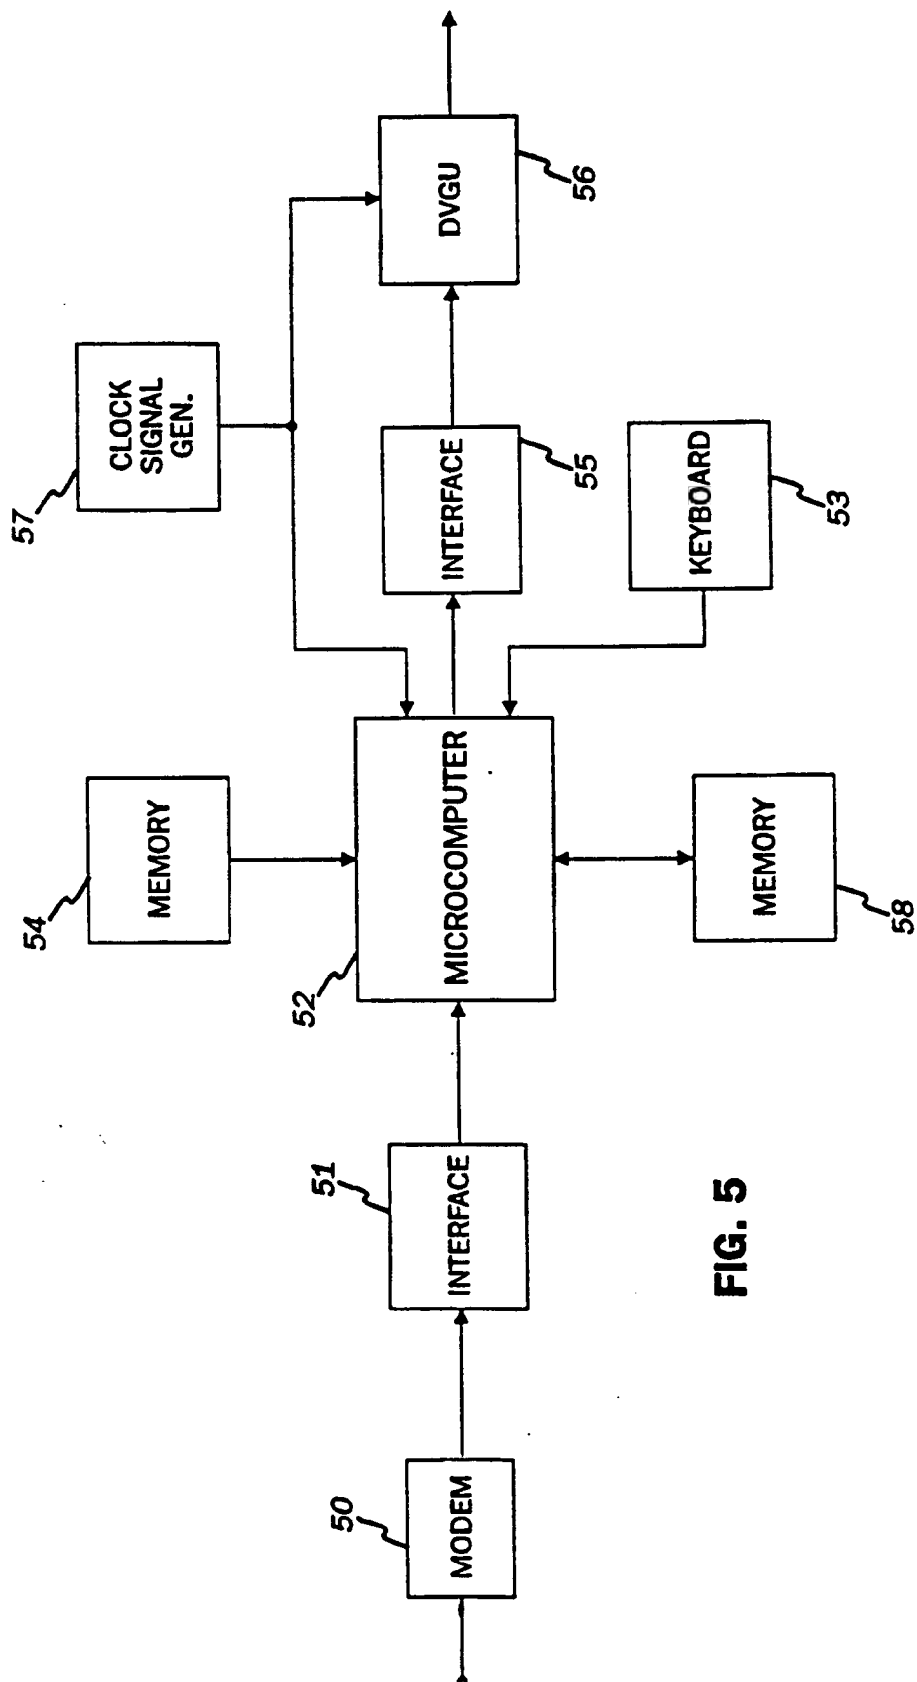 50
MODEM
51
INTERFACE
52
MICROCOMPUTER
54
MEMORY
MEMORY
58
57
CLOCK
SIGNAL
GEN.
INTERFACE
55
KEYBOARD
53
DVGU
56
FIG. 5